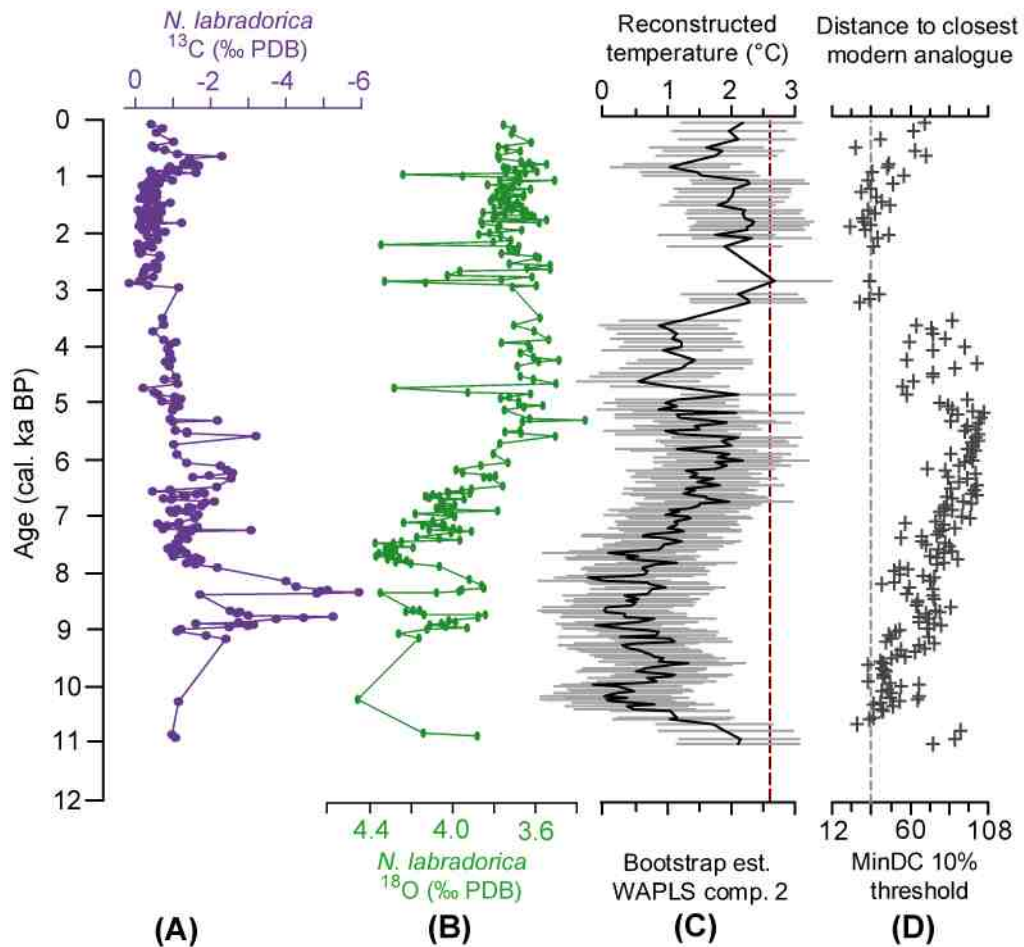 N. labradorica
13C (‰ PDB)
0 -2 -4 -6
Reconstructed
temperature (°C)
0 1 2 3
Distance to closest
modern analogue
Age (cal. ka BP)
0
1
2
3
4
5
6
7
8
9
10
11
12
4.4 4.0 3.6
N. labradorica
18O (‰ PDB)
Bootstrap est.
WAPLS comp. 2
12 60 108
MinDC 10%
threshold
(A) (B) (C) (D)